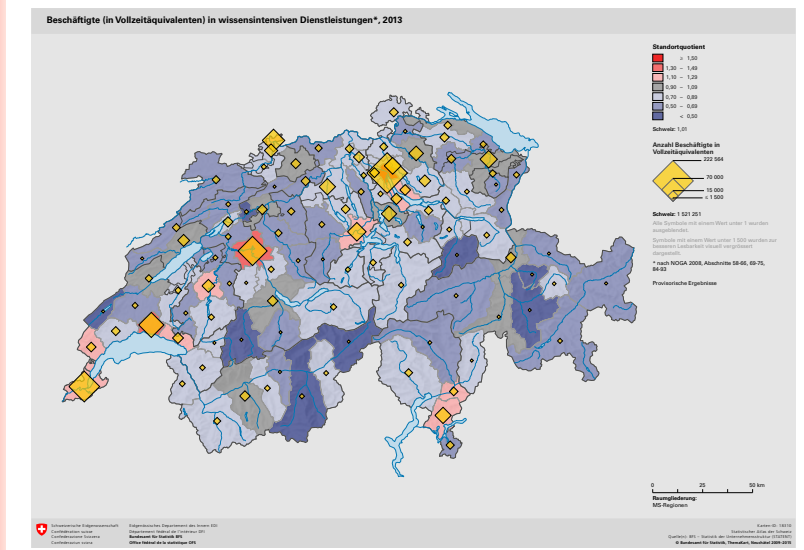 Beschäftigte (in Vollzeitäquivalenten) in wissensintensiven Dienstleistungen*, 2013
Standortquotient
≥ 1,50
1,30 – 1,49
1,10 – 1,29
0,90 – 1,09
0,70 – 0,89
0,50 – 0,69
< 0,50
Schweiz: 1,01
Anzahl Beschäftigte in
Vollzeitäquivalenten
222 564
70 000
15 000
≤ 1 500
Schweiz: 1 521 251
Alle Symbole mit einem Wert unter 1 wurden
ausgeblendet.
Symbole mit einem Wert unter 1 500 wurden zur
besseren Lesbarkeit visuell vergrössert
dargestellt.
* nach NOGA 2008, Abschnitte 58-66, 69-75,
84-93
Provisorische Ergebnisse
0 25 50 km
Raumgliederung:
MS-Regionen
Schweizerische Eidgenossenschaft
Confédération suisse
Confederazione Svizzera
Confederaziun svizra
Eidgenössisches Departement des Innern EDI
Département fédéral de l'intérieur DFI
Bundesamt für Statistik BFS
Office fédéral de la statistique OFS
Statistischer Atlas der Schweiz
Quelle(n): BFS – Statistik der Unternehmensstruktur (STATENT)
© Bundesamt für Statistik, ThemaKart, Neuchâtel 2009–2015